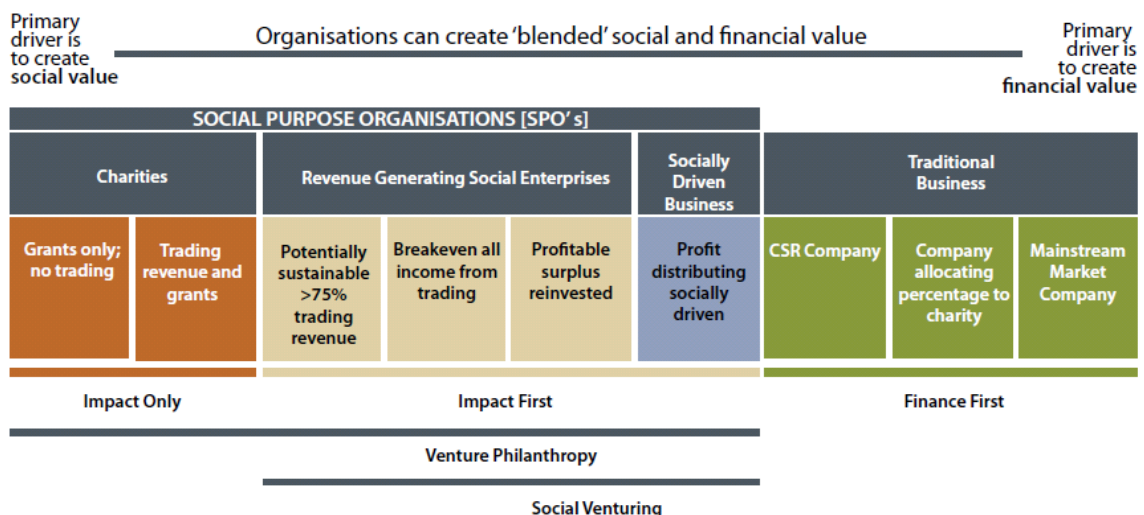 Primary
driver is
to create
social value
Organisations can create ‘blended’ social and financial value
Primary
driver is
to create
financial value
SOCIAL PURPOSE ORGANISATIONS [SPO’ s]
Charities
Revenue Generating Social Enterprises
Socially
Driven
Business
Traditional
Business
Grants only;
no trading
Trading
revenue and
grants
Potentially
sustainable
>75%
trading
revenue
Breakeven all
income from
trading
Profitable
surplus
reinvested
Profit
distributing
socially
driven
CSR Company
Company
allocating
percentage to
charity
Mainstream
Market
Company
Impact Only
Impact First
Finance First
Venture Philanthropy
Social Venturing